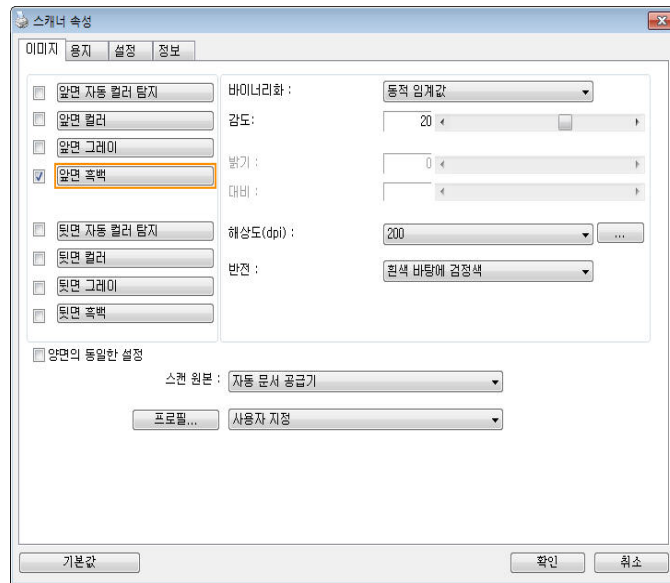 스캐너 속성
이미지 용지 설정 정보
앞면 자동 컬러 탐지
앞면 컬러
앞면 그레이
앞면 흑백
뒷면 자동 컬러 탐지
뒷면 컬러
뒷면 그레이
뒷면 흑백
바이너리화 : 동적 임계값
감도: 20
밝기 : 0
대비 :
해상도(dpi) : 200 ...
반전 : 흰색 바탕에 검정색
양면의 동일한 설정
스캔 원본 : 자동 문서 공급기
프로필... 사용자 지정
기본값 확인 취소